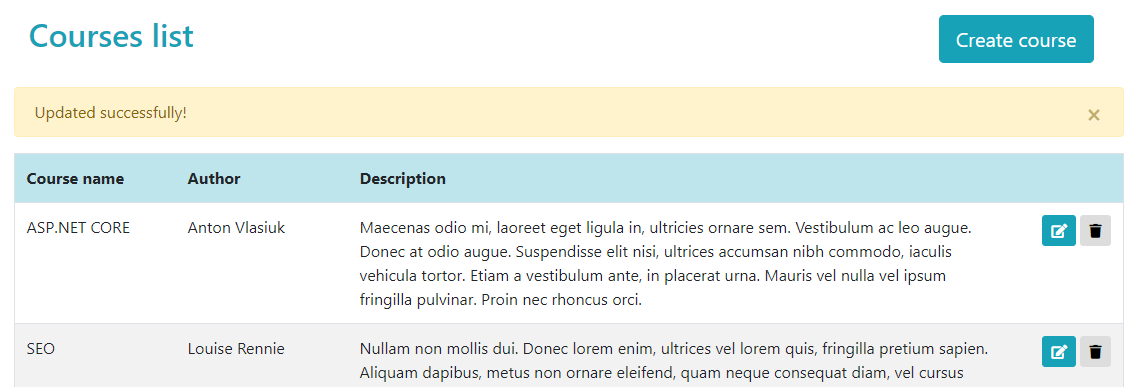 Courses list
Create course
Updated successfully!
×
Course name Author Description
ASP.NET CORE Anton Vlasiuk Maecenas odio mi, laoreet eget ligula in, ultricies ornare sem. Vestibulum ac leo augue.
Donec at odio augue. Suspendisse elit nisi, ultrices accumsan nibh commodo, iaculis
vehicula tortor. Etiam a vestibulum ante, in placerat urna. Mauris vel nulla vel ipsum
fringilla pulvinar. Proin nec rhoncus orci.
SEO Louise Rennie Nullam non mollis dui. Donec lorem enim, ultrices vel lorem quis, fringilla pretium sapien.
Aliquam dapibus, metus non ornare eleifend, quam neque consequat diam, vel cursus